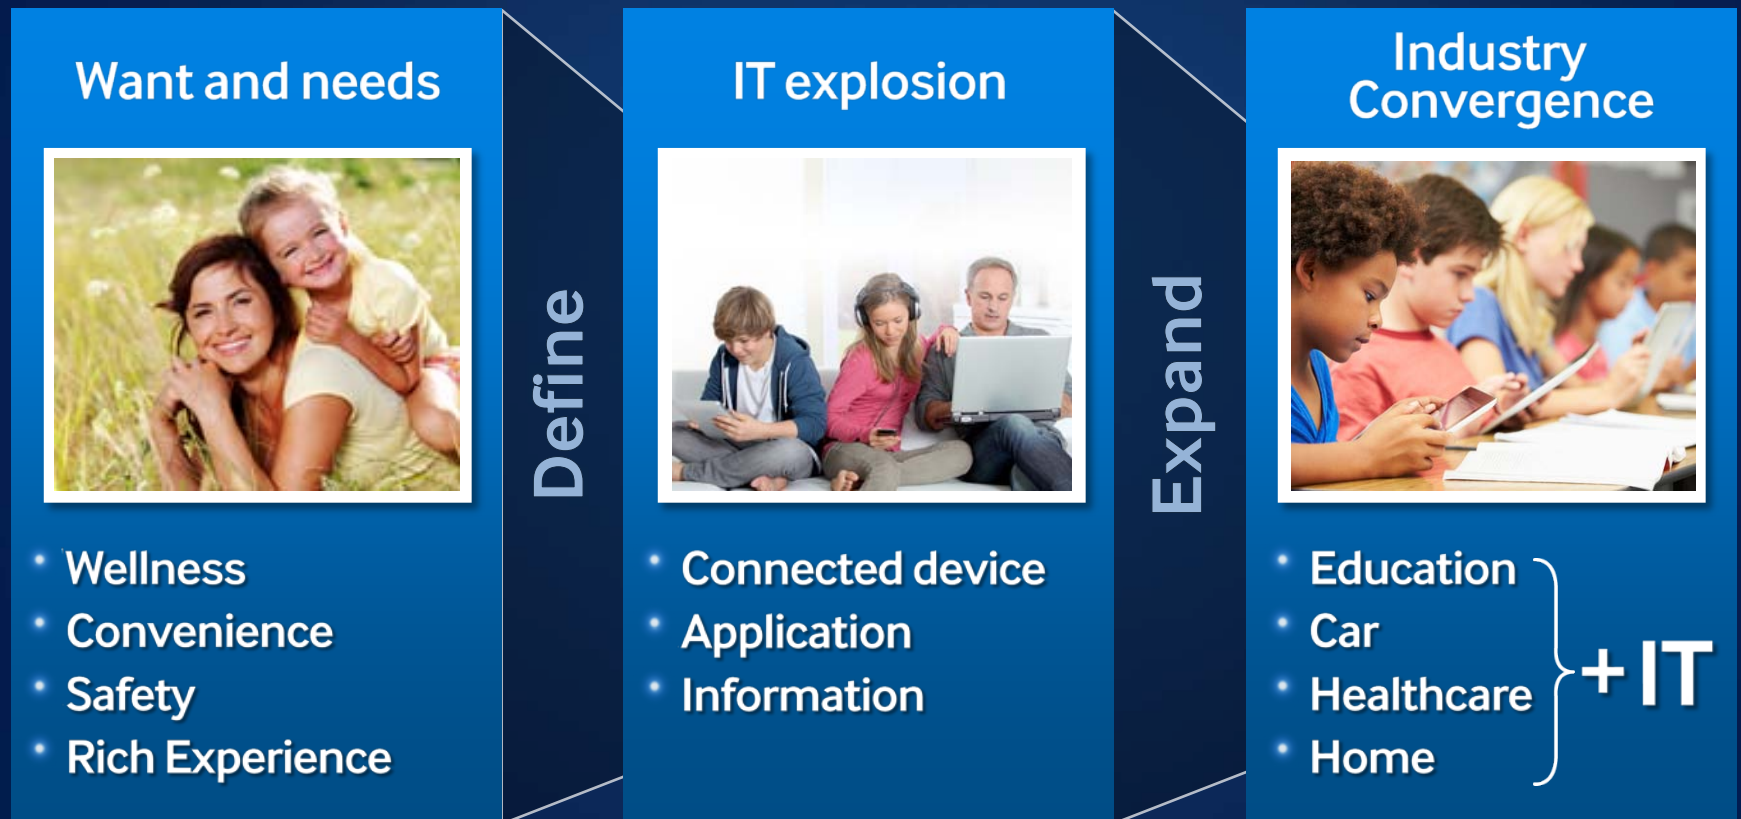 Want and needs
Wellness
Convenience
Safety
Rich Experience
Define
IT explosion
Connected device
Application
Information
Expand
Industry
Convergence
Education
Car
Healthcare
Home
+ IT